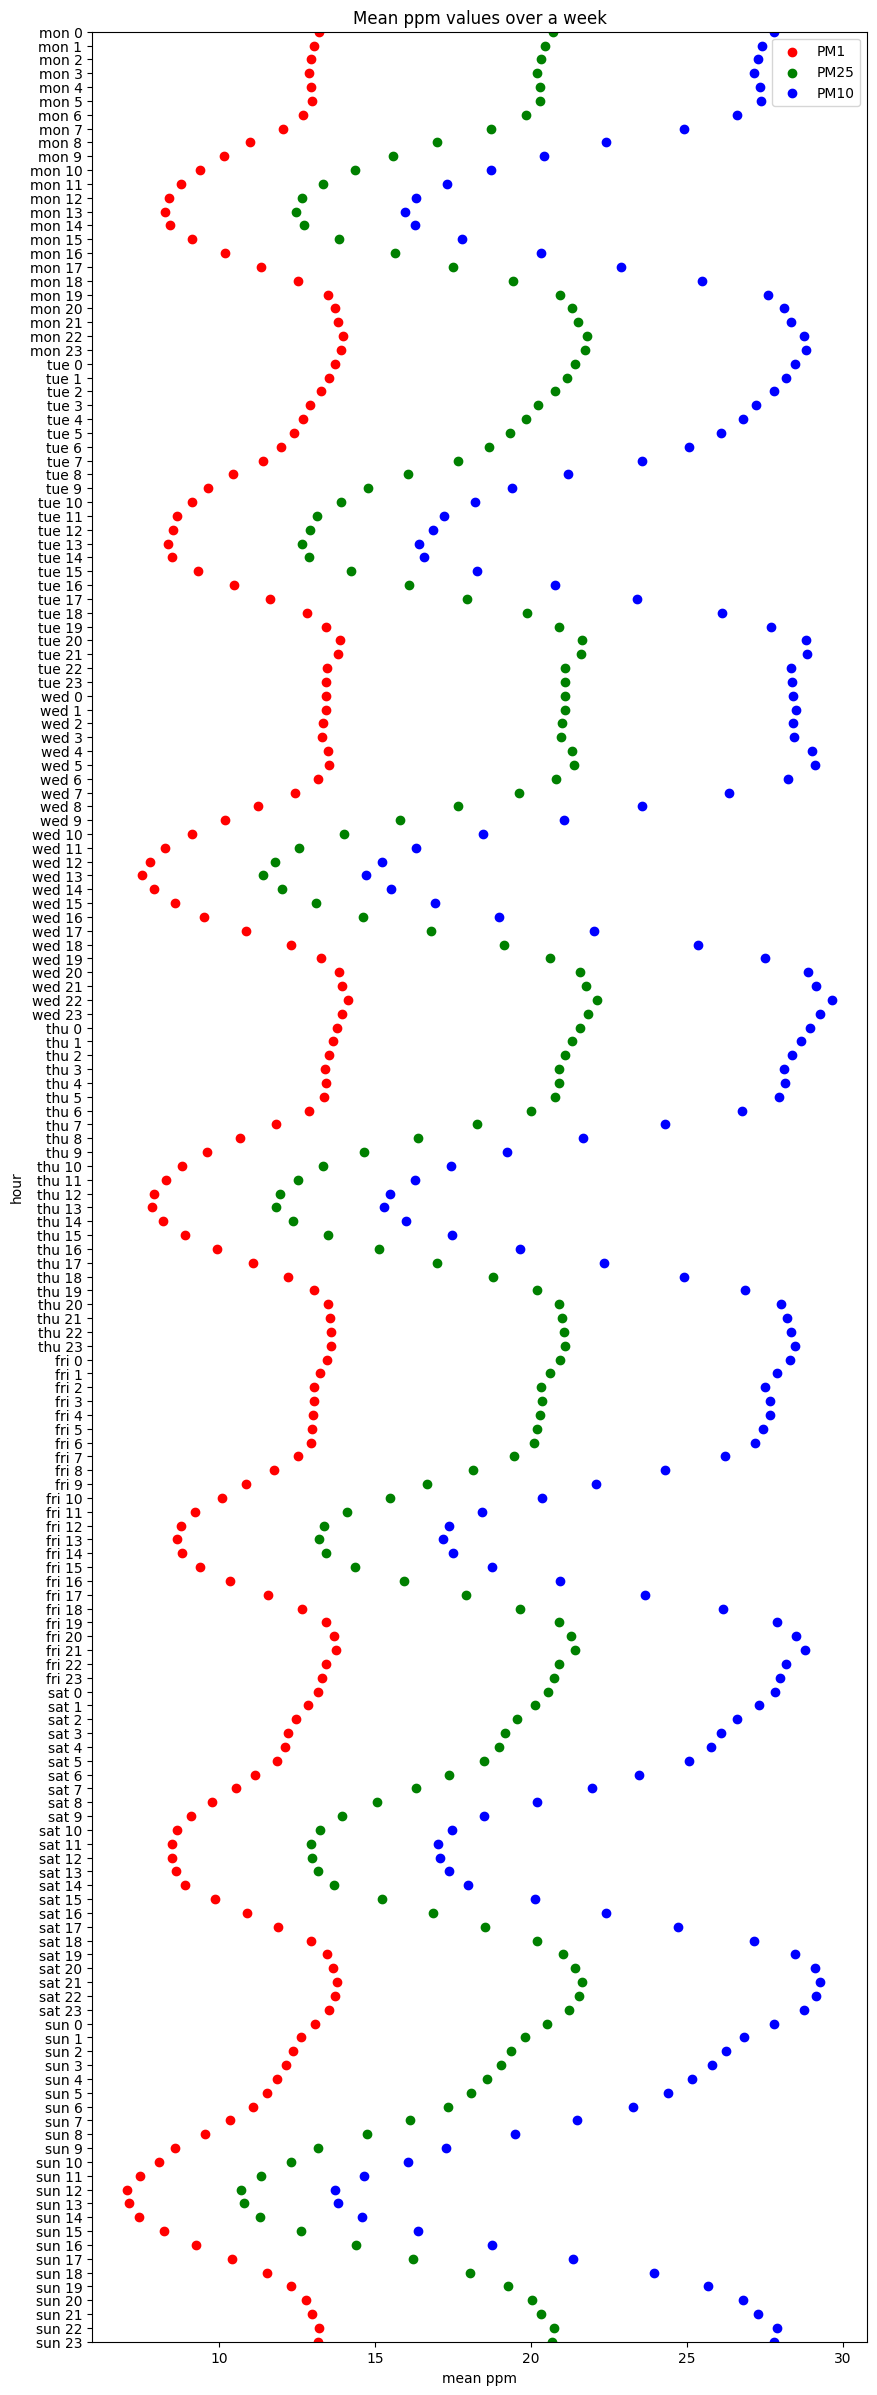 Mean ppm values over a week
PM1
PM25
PM10
mon 0
mon 1
mon 2
mon 3
mon 4
mon 5
mon 6
mon 7
mon 8
mon 9
mon 10
mon 11
mon 12
mon 13
mon 14
mon 15
mon 16
mon 17
mon 18
mon 19
mon 20
mon 21
mon 22
mon 23
tue 0
tue 1
tue 2
tue 3
tue 4
tue 5
tue 6
tue 7
tue 8
tue 9
tue 10
tue 11
tue 12
tue 13
tue 14
tue 15
tue 16
tue 17
tue 18
tue 19
tue 20
tue 21
tue 22
tue 23
wed 0
wed 1
wed 2
wed 3
wed 4
wed 5
wed 6
wed 7
wed 8
wed 9
wed 10
wed 11
wed 12
wed 13
wed 14
wed 15
wed 16
wed 17
wed 18
wed 19
wed 20
wed 21
wed 22
wed 23
thu 0
thu 1
thu 2
thu 3
thu 4
thu 5
thu 6
thu 7
thu 8
thu 9
thu 10
thu 11
thu 12
thu 13
thu 14
thu 15
thu 16
thu 17
thu 18
thu 19
thu 20
thu 21
thu 22
thu 23
fri 0
fri 1
fri 2
fri 3
fri 4
fri 5
fri 6
fri 7
fri 8
fri 9
fri 10
fri 11
fri 12
fri 13
fri 14
fri 15
fri 16
fri 17
fri 18
fri 19
fri 20
fri 21
fri 22
fri 23
sat 0
sat 1
sat 2
sat 3
sat 4
sat 5
sat 6
sat 7
sat 8
sat 9
sat 10
sat 11
sat 12
sat 13
sat 14
sat 15
sat 16
sat 17
sat 18
sat 19
sat 20
sat 21
sat 22
sat 23
sun 0
sun 1
sun 2
sun 3
sun 4
sun 5
sun 6
sun 7
sun 8
sun 9
sun 10
sun 11
sun 12
sun 13
sun 14
sun 15
sun 16
sun 17
sun 18
sun 19
sun 20
sun 21
sun 22
sun 23
hour
10 15 20 25 30
mean ppm